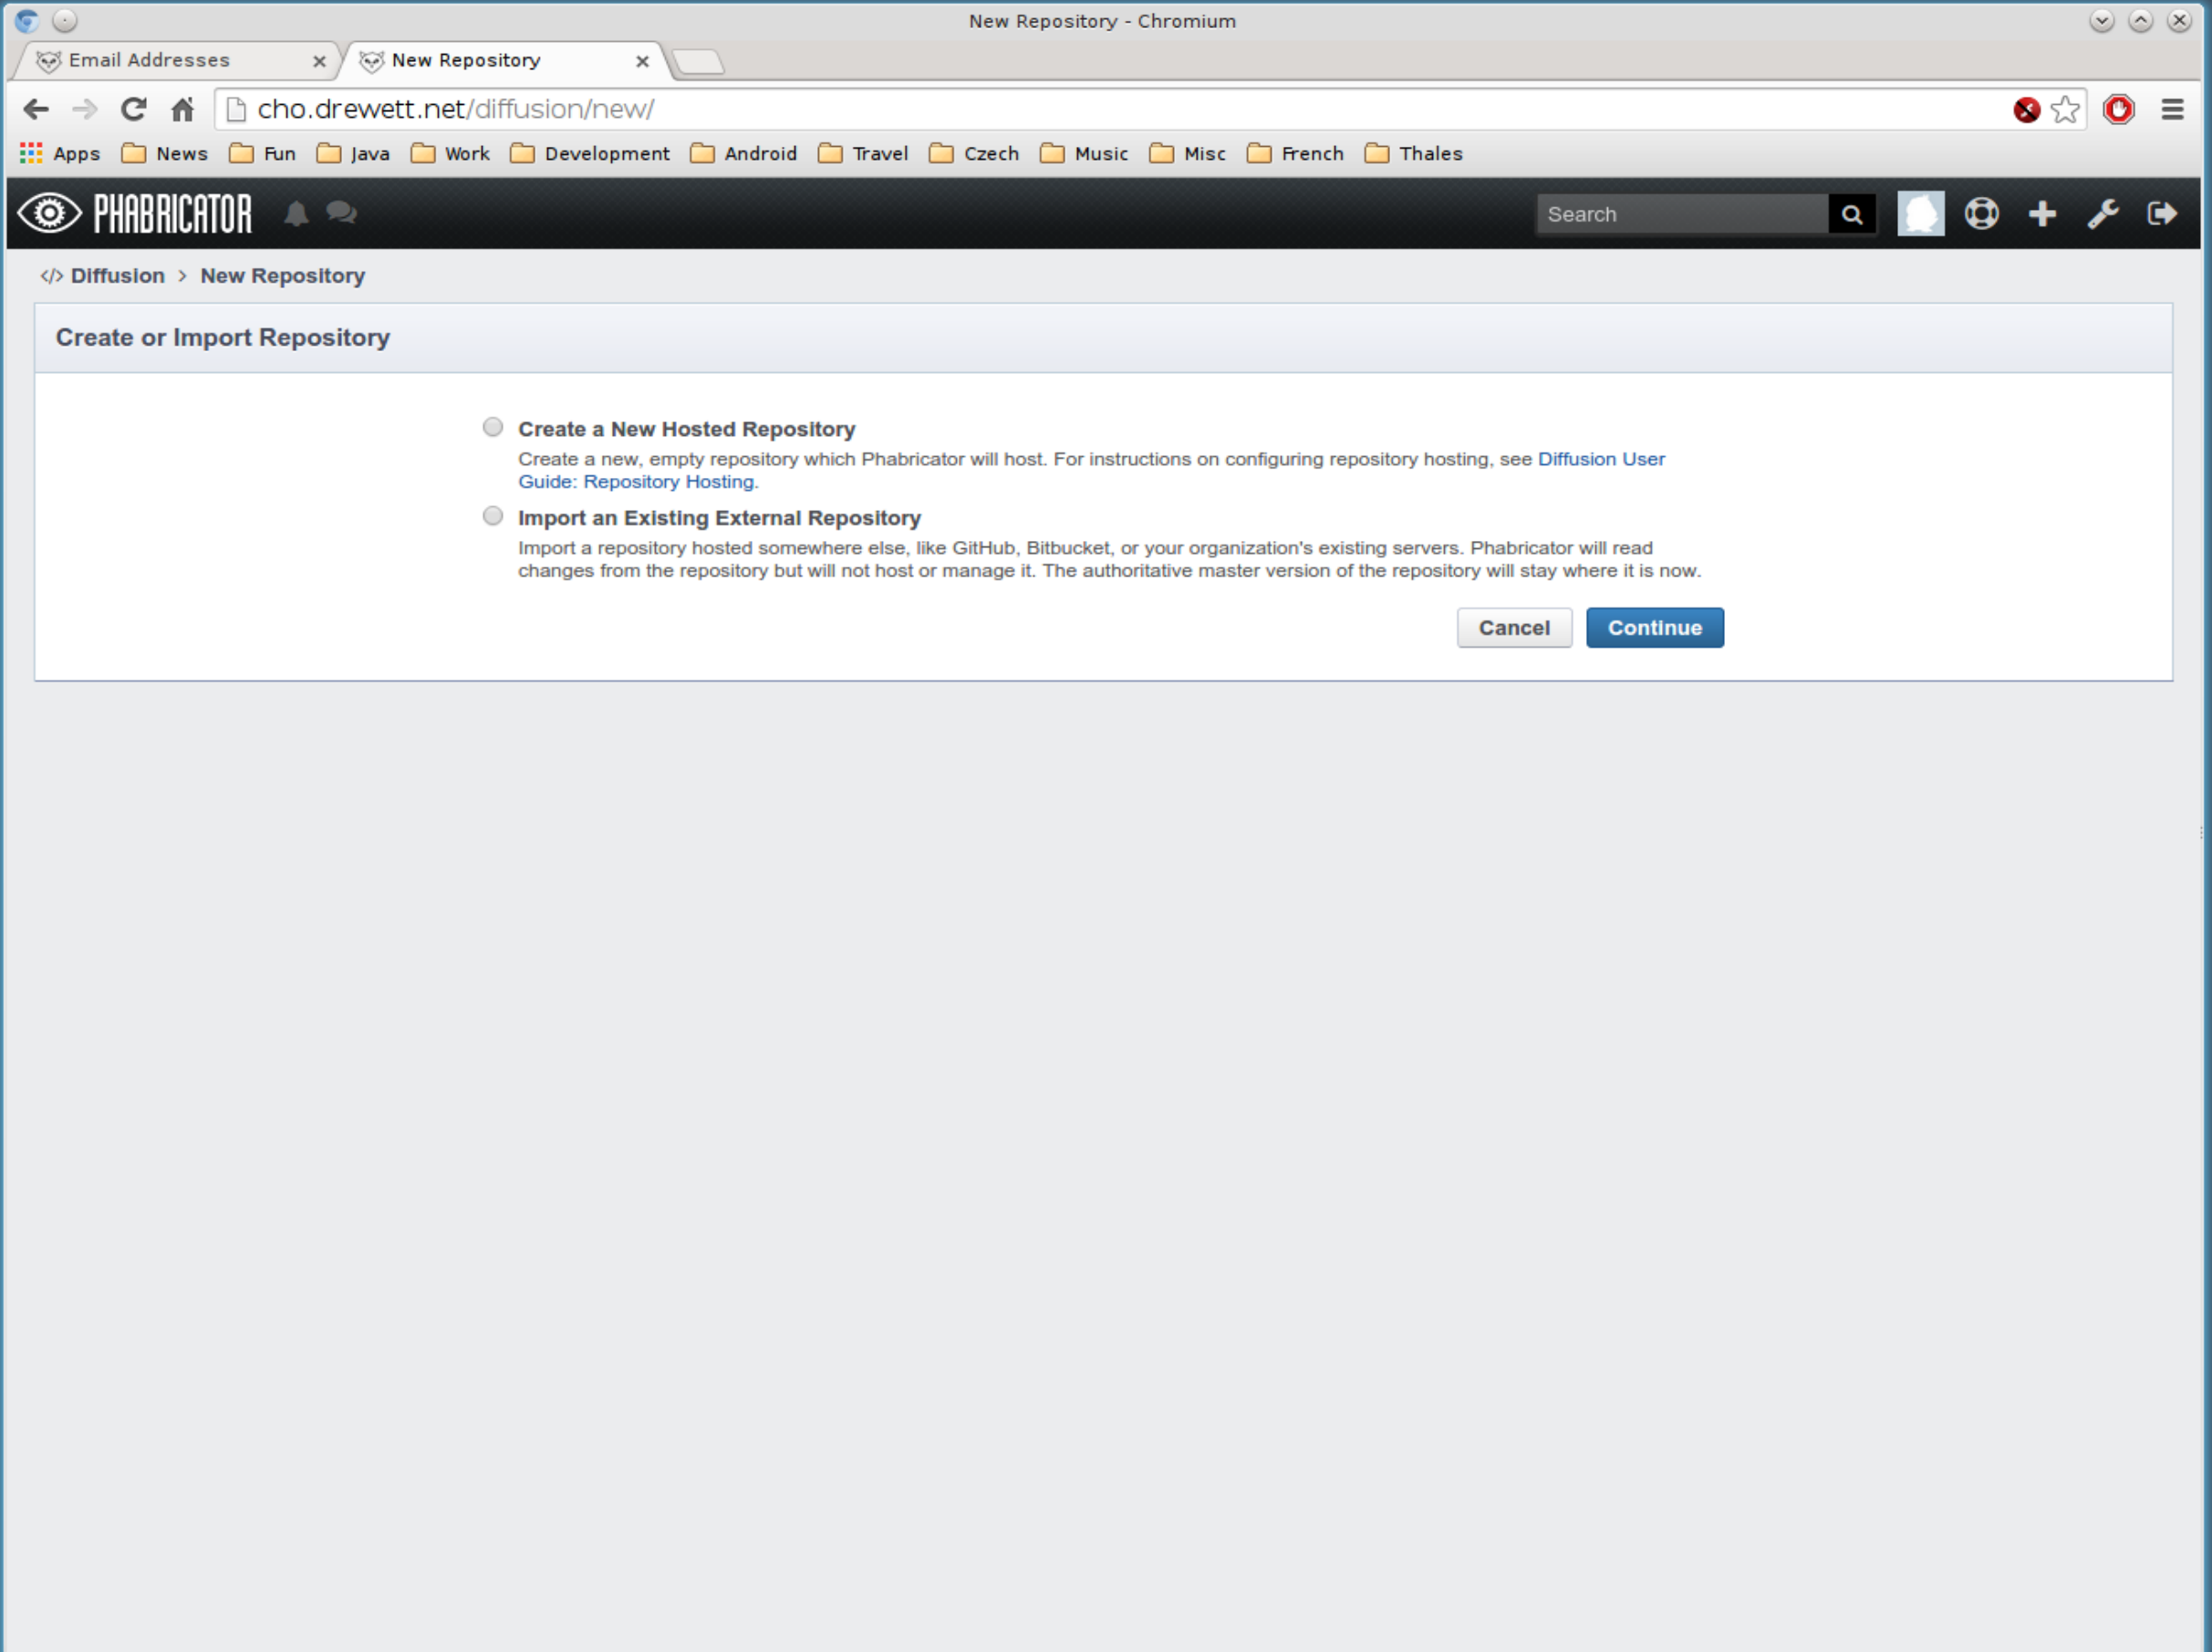 New Repository - Chromium
Email Addresses
New Repository
cho.drewett.net/diffusion/new/
Apps News Fun Java Work Development Android Travel Czech Music Misc French Thales
PHABRICATOR
Search
</> Diffusion > New Repository
Create or Import Repository
Create a New Hosted Repository
Create a new, empty repository which Phabricator will host. For instructions on configuring repository hosting, see Diffusion User
Guide: Repository Hosting.
Import an Existing External Repository
Import a repository hosted somewhere else, like GitHub, Bitbucket, or your organization's existing servers. Phabricator will read
changes from the repository but will not host or manage it. The authoritative master version of the repository will stay where it is now.
Cancel Continue